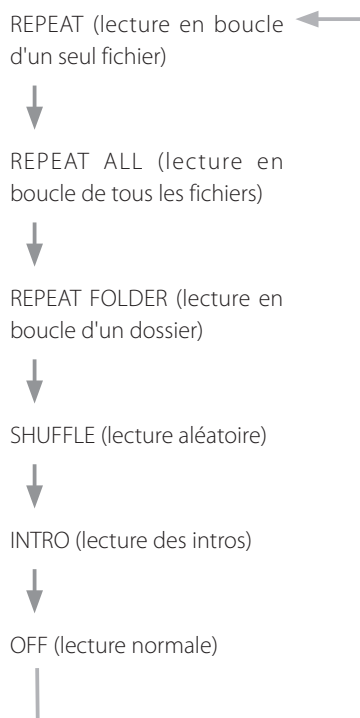 REPEAT (lecture en boucle
d'un seul fichier)
REPEAT ALL (lecture en
boucle de tous les fichiers)
REPEAT FOLDER (lecture en
boucle d'un dossier)
SHUFFLE (lecture aléatoire)
INTRO (lecture des intros)
OFF (lecture normale)